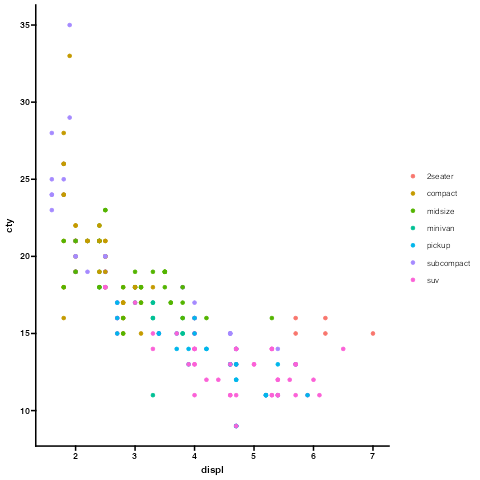 35
30
25
20
15
10
cty
2
3
4
5
6
7
displ
2seater
compact
midsize
minivan
pickup
subcompact
suv